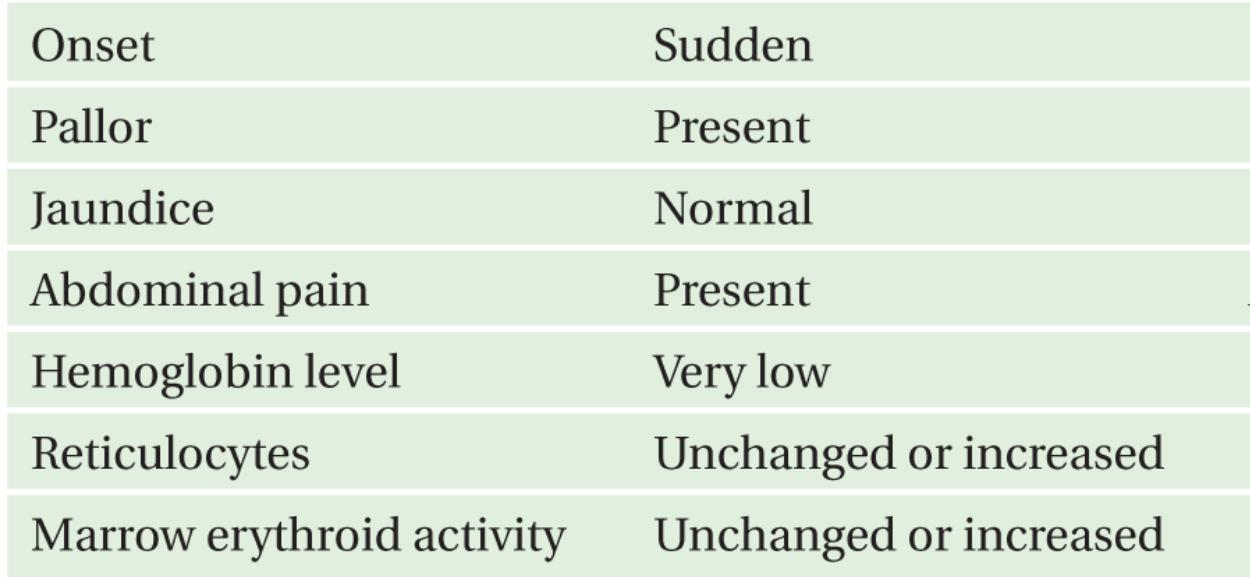 Onset Sudden
Pallor Present
Jaundice Normal
Abdominal pain Present
Hemoglobin level Very low
Reticulocytes Unchanged or increased
Marrow erythroid activity Unchanged or increased